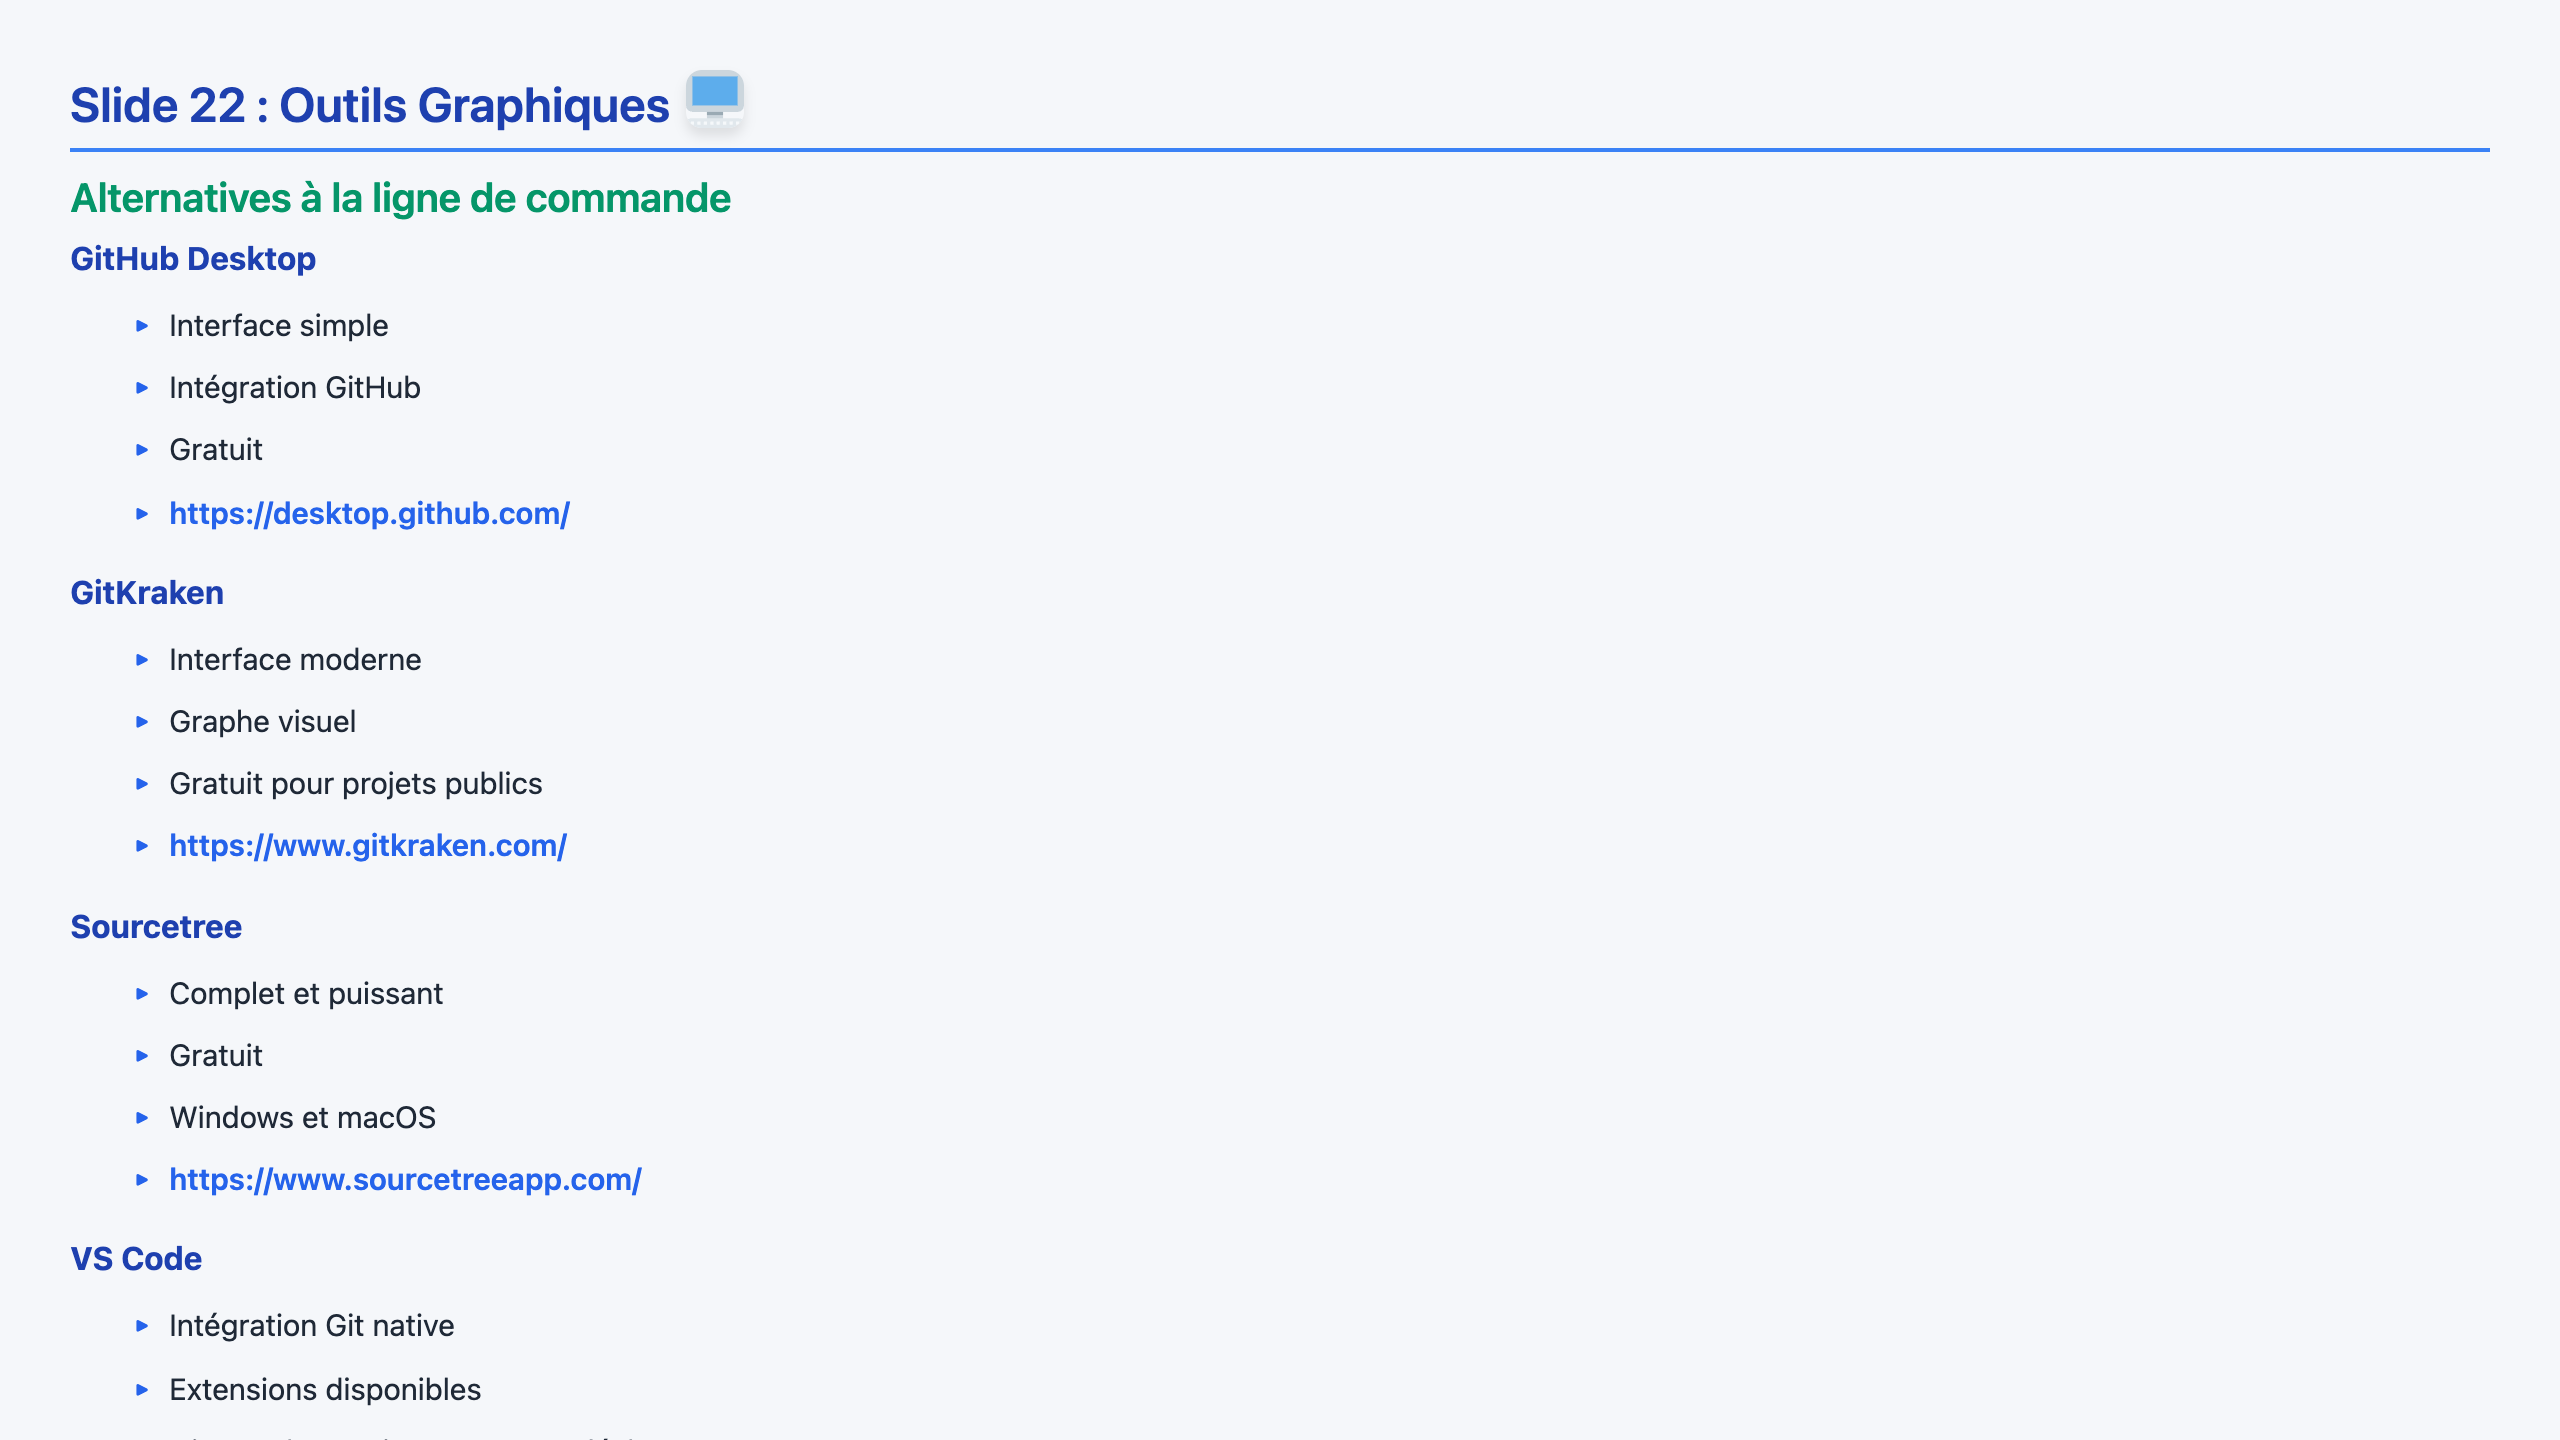 Slide 22 : Outils Graphiques
Alternatives à la ligne de commande
GitHub Desktop
Interface simple
Intégration GitHub
Gratuit
https://desktop.github.com/
GitKraken
Interface moderne
Graphe visuel
Gratuit pour projets publics
https://www.gitkraken.com/
Sourcetree
Complet et puissant
Gratuit
Windows et macOS
https://www.sourcetreeapp.com/
VS Code
Intégration Git native
Extensions disponibles